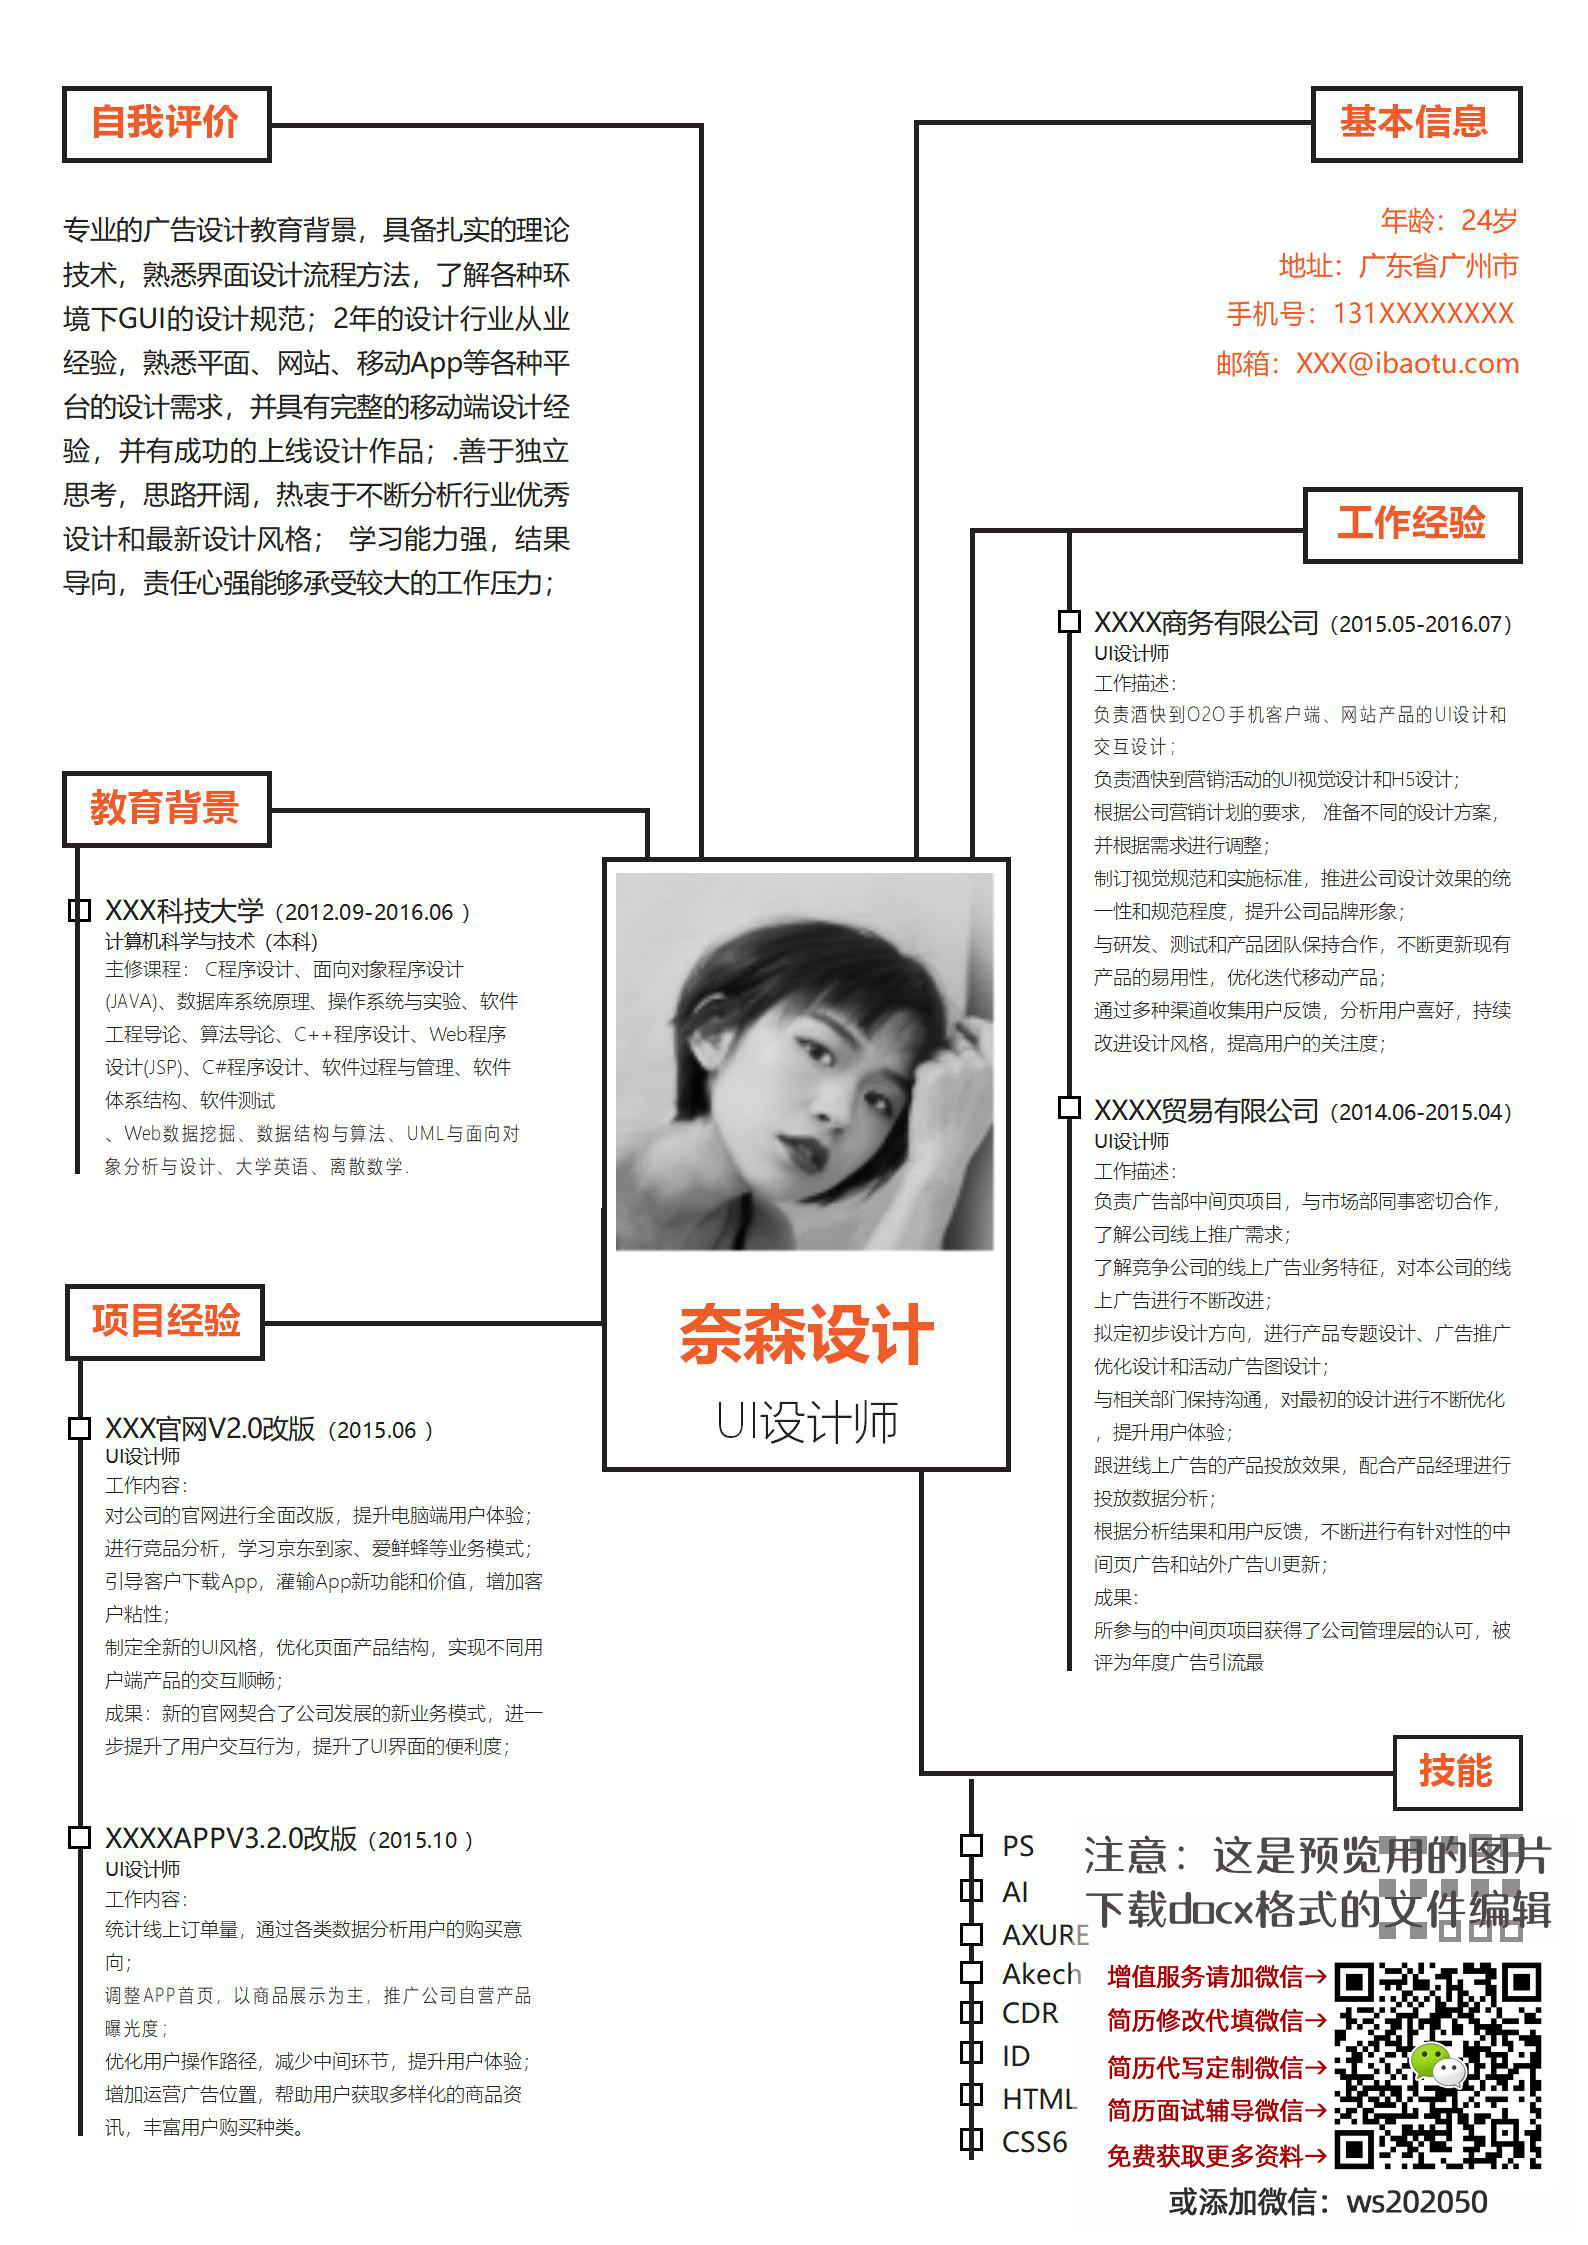 自我评价
专业的广告设计教育背景，具备扎实的理论
技术，熟悉界面设计流程方法，了解各种环
境下GUI的设计规范；2年的设计行业从业
经验，熟悉平面、网站、移动App等各种平
台的设计需求，并具有完整的移动端设计经
验，并有成功的上线设计作品；.善于独立
思考，思路开阔，热衷于不断分析行业优秀
设计和最新设计风格； 学习能力强，结果
导向，责任心强能够承受较大的工作压力；
教育背景
XXX科技大学（2012.09-2016.06 ）
计算机科学与技术（本科）
主修课程： C程序设计、面向对象程序设计
(JAVA)、数据库系统原理、操作系统与实验、软件
工程导论、算法导论、C++程序设计、Web程序
设计(JSP)、C#程序设计、软件过程与管理、软件
体系结构、软件测试
、Web数据挖掘、数据结构与算法、UML与面向对
象分析与设计、大学英语、离散数学.
项目经验
XXX官网V2.0改版（2015.06 ）
UI设计师
工作内容：
对公司的官网进行全面改版，提升电脑端用户体验；
进行竞品分析，学习京东到家、爱鲜蜂等业务模式；
引导客户下载App，灌输App新功能和价值，增加客
户粘性；
制定全新的UI风格，优化页面产品结构，实现不同用
户端产品的交互顺畅；
成果：新的官网契合了公司发展的新业务模式，进一
步提升了用户交互行为，提升了UI界面的便利度；
XXXXAPPV3.2.0改版（2015.10 ）
UI设计师
工作内容：
统计线上订单量，通过各类数据分析用户的购买意
向；
调整APP首页，以商品展示为主，推广公司自营产品
曝光度；
优化用户操作路径，减少中间环节，提升用户体验；
增加运营广告位置，帮助用户获取多样化的商品资
讯，丰富用户购买种类。
奈森设计
UI设计师
基本信息
年龄：24岁
地址：广东省广州市
手机号：131XXXXXXXX
邮箱：XXX@ibaotu.com
工作经验
XXXX商务有限公司（2015.05-2016.07）
UI设计师
工作描述：
负责酒快到O2O手机客户端、网站产品的UI设计和
交互设计；
负责酒快到营销活动的UI视觉设计和H5设计；
根据公司营销计划的要求， 准备不同的设计方案，
并根据需求进行调整；
制订视觉规范和实施标准，推进公司设计效果的统
一性和规范程度，提升公司品牌形象；
与研发、测试和产品团队保持合作，不断更新现有
产品的易用性，优化迭代移动产品；
通过多种渠道收集用户反馈，分析用户喜好，持续
改进设计风格，提高用户的关注度；
XXXX贸易有限公司（2014.06-2015.04）
UI设计师
工作描述：
负责广告部中间页项目，与市场部同事密切合作，
了解公司线上推广需求；
了解竞争公司的线上广告业务特征，对本公司的线
上广告进行不断改进；
拟定初步设计方向，进行产品专题设计、广告推广
优化设计和活动广告图设计；
与相关部门保持沟通，对最初的设计进行不断优化
，提升用户体验；
跟进线上广告的产品投放效果，配合产品经理进行
投放数据分析；
根据分析结果和用户反馈，不断进行有针对性的中
间页广告和站外广告UI更新；
成果：
所参与的中间页项目获得了公司管理层的认可，被
评为年度广告引流最
技能
PS
AI
AXURE
Akech
CDR
ID
HTML
CSS6
注意：这是预览用的图片
下载docx格式的文件编辑
增值服务请加微信→
简历修改代填微信→
简历代写定制微信→
简历面试辅导微信→
免费获取更多资料→
或添加微信：ws202050